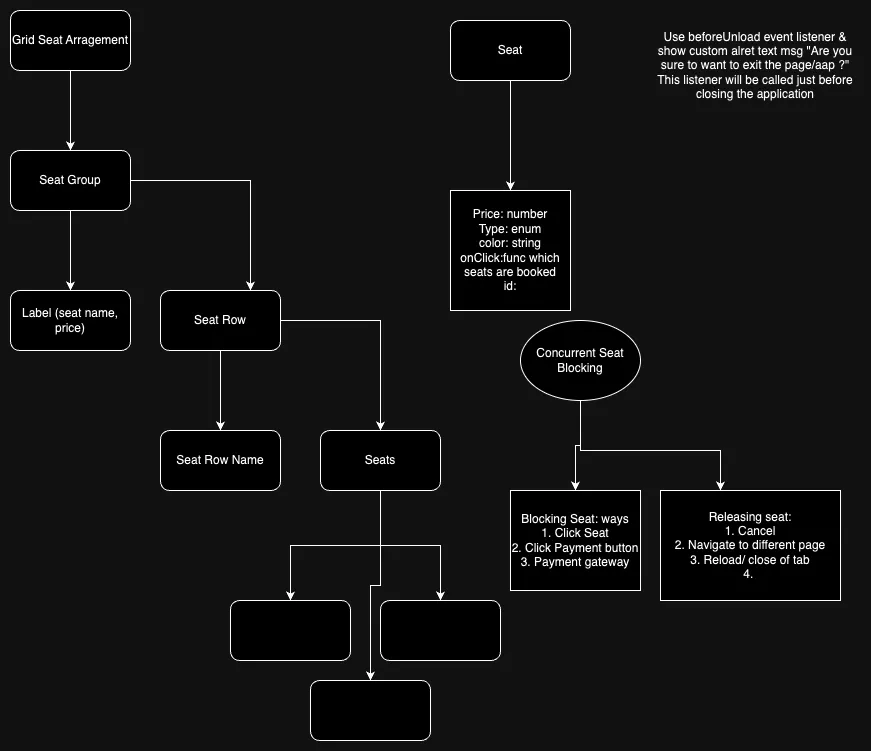 Grid Seat Arragement
Seat Group
Label (seat name,
price)
Seat Row
Seat Row Name
Seats
Seat
Price: number
Type: enum
color: string
onClick:func which
seats are booked
id:
Use beforeUnload event listener &
show custom alret text msg "Are you
sure to want to exit the page/aap ?"
This listener will be called just before
closing the application
Concurrent Seat
Blocking
Blocking Seat: ways
1. Click Seat
2. Click Payment button
3. Payment gateway
Releasing seat:
1. Cancel
2. Navigate to different page
3. Reload/ close of tab
4.